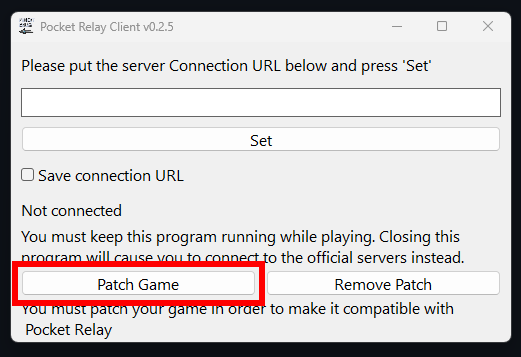 Pocket Relay Client v0.2.5
Please put the server Connection URL below and press 'Set'
Set
Save connection URL
Not connected
You must keep this program running while playing. Closing this
program will cause you to connect to the official servers instead.
Patch Game
Remove Patch
You must patch your game in order to make it compatible with
Pocket Relay